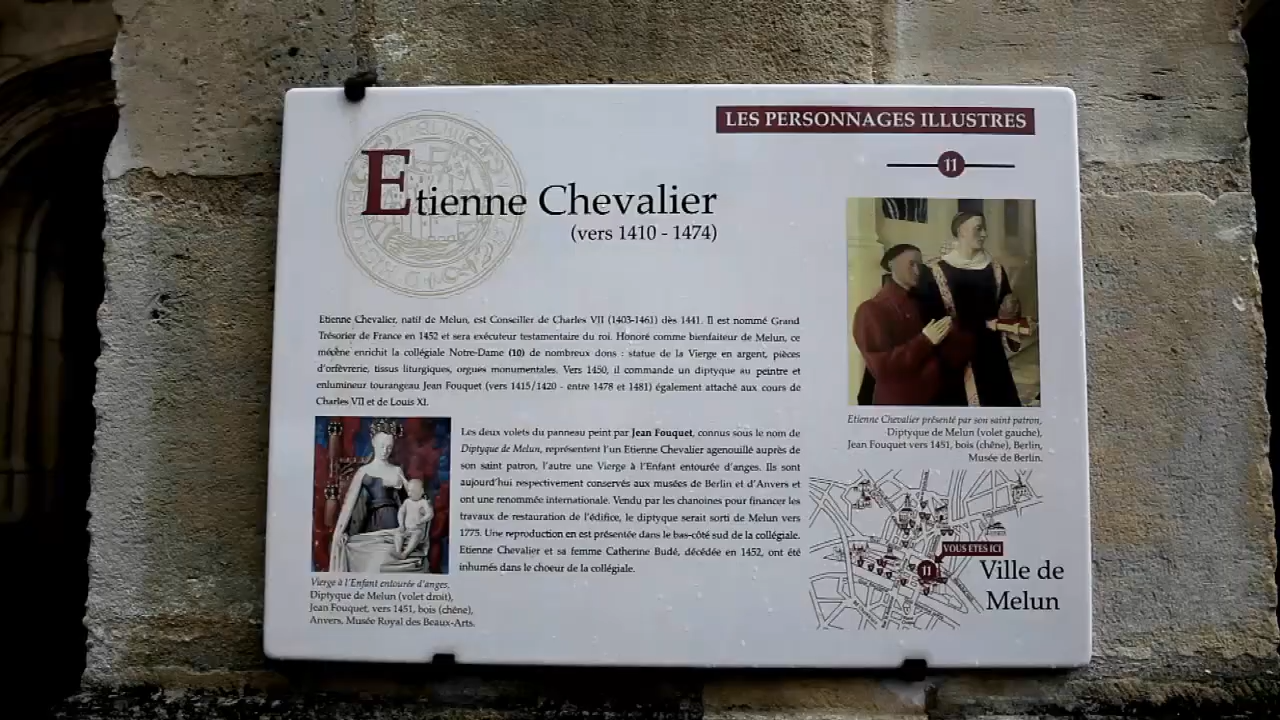 LES PERSONNAGES ILLUSTRES
11
Etienne Chevalier
(vers 1410 - 1474)
Etienne Chevalier, natif de Melun, est Conseiller de Charles VII (1403-1461) dès 1441. Il est nommé Grand
Trésorier de France en 1452 et sera exécuteur testamentaire du roi. Honoré comme bienfaiteur de Melun, ce
mécène enrichit la collégiale Notre-Dame (10) de nombreux dons : statue de la Vierge en argent, pièces
d'orfèvrerie, tissus liturgiques, orgues monumentales. Vers 1450, il commande un diptyque au peintre et
enlumineur tourangeau Jean Fouquet (vers 1415/1420 - entre 1478 et 1481) également attaché aux cours de
Charles VII et de Louis XI.
Les deux volets du panneau peint par Jean Fouquet, connus sous le nom de
Diptyque de Melun, représentent l'un Etienne Chevalier agenouillé auprès de
son saint patron, l'autre une Vierge à l'Enfant entourée d'anges. Ils sont
aujourd'hui respectivement conservés aux musées de Berlin et d'Anvers et
ont une renommée internationale. Vendu par les chanoines pour financer les
travaux de restauration de l'édifice, le diptyque serait sorti de Melun vers
1775. Une reproduction en est présentée dans le bas-côté sud de la collégiale.
Etienne Chevalier et sa femme Catherine Budé, décédée en 1452, ont été
inhumés dans le choeur de la collégiale.
Vierge à l'Enfant entourée d'anges,
Diptyque de Melun (volet droit),
Jean Fouquet, vers 1451, bois (chêne),
Anvers, Musée Royal des Beaux-Arts.
Etienne Chevalier présenté par son saint patron,
Diptyque de Melun (volet gauche),
Jean Fouquet vers 1451, bois (chêne), Berlin,
Musée de Berlin.
VOUS ETES ICI
11
Ville de
Melun